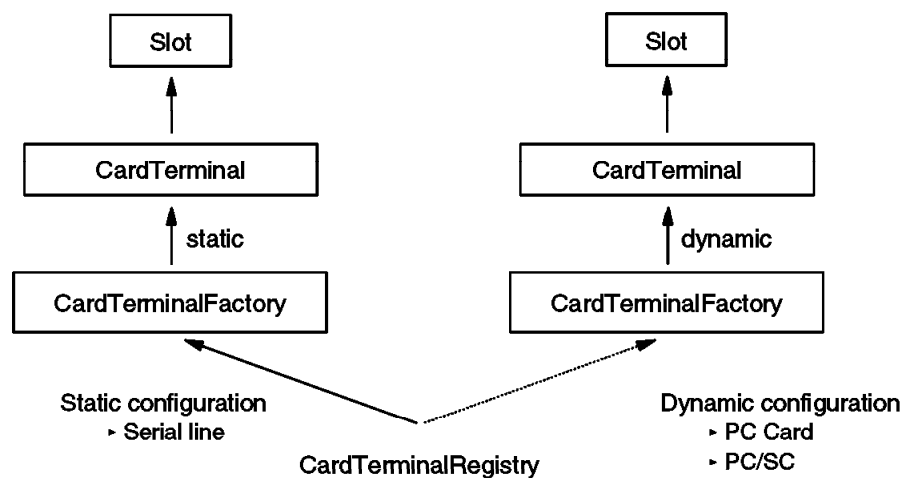 Slot
Slot
CardTerminal
CardTerminal
static
dynamic
CardTerminalFactory
CardTerminalFactory
Static configuration
▸ Serial line
Dynamic configuration
▸ PC Card
▸ PC/SC
CardTerminalRegistry